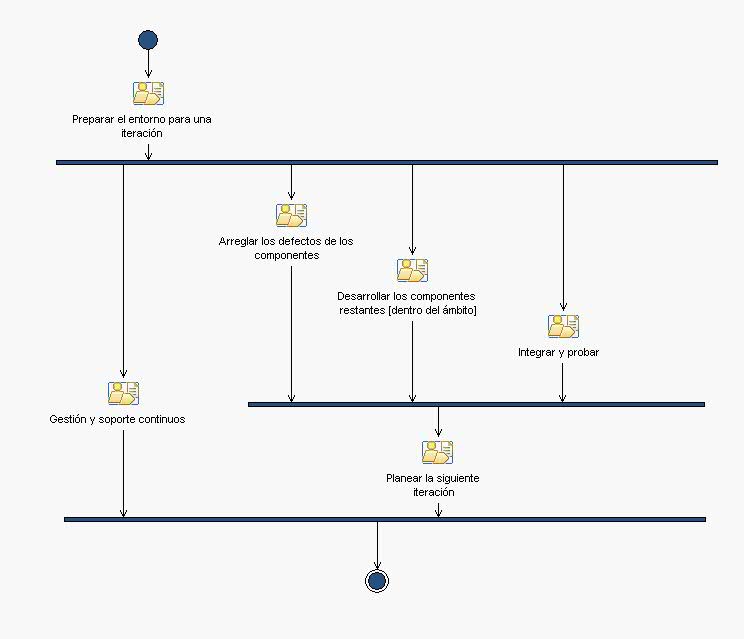 Preparar el entorno para una
iteración
Arreglar los defectos de los
componentes
Desarrollar los componentes
restantes [dentro del ámbito]
Integrar y probar
Gestión y soporte continuos
Planear la siguiente
iteración